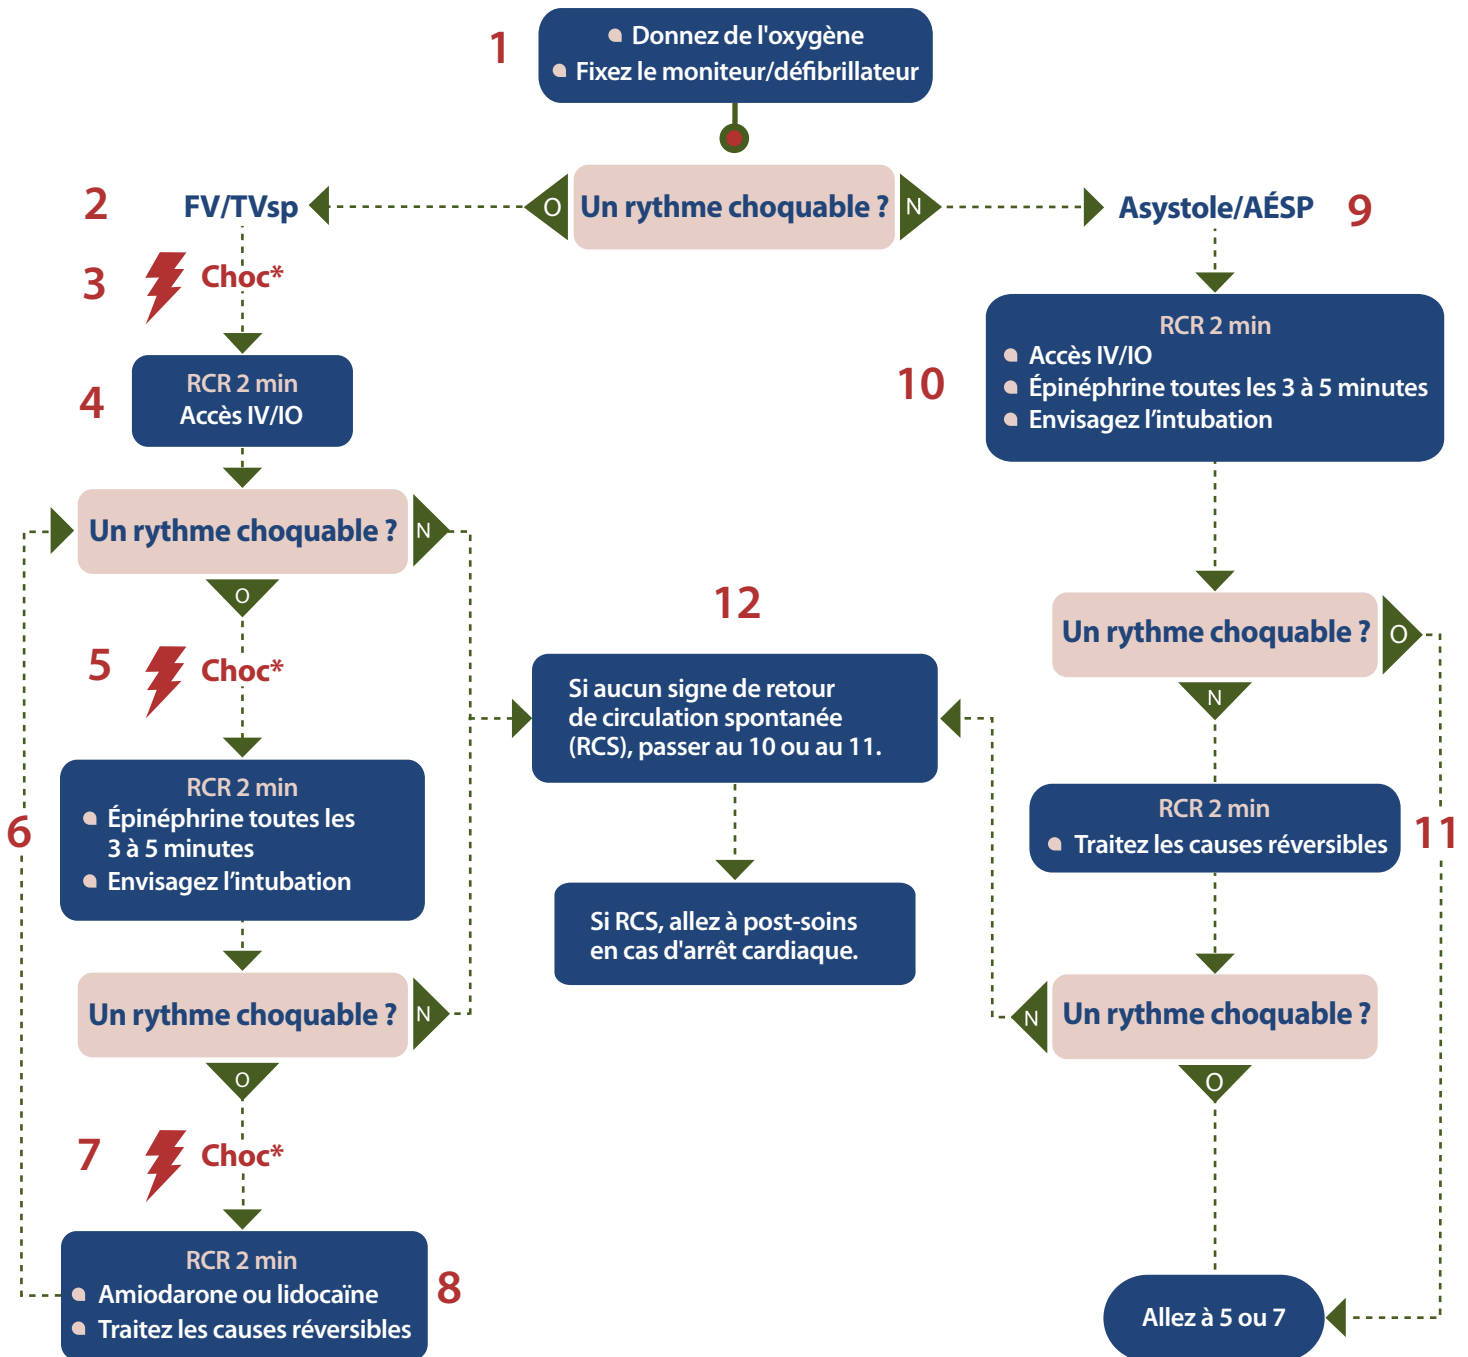 1
Donnez de l'oxygène
Fixez le moniteur/défibrillateur
Un rythme choquable ?
O
N
2
FV/TVsp
3
Choc*
4
RCR 2 min
Accès IV/IO
Un rythme choquable ?
N
O
5
Choc*
6
RCR 2 min
Épinéphrine toutes les
3 à 5 minutes
Envisagez l'intubation
Un rythme choquable ?
N
O
7
Choc*
8
RCR 2 min
Amiodarone ou lidocaïne
Traitez les causes réversibles
Asystole/AÉSP
9
10
RCR 2 min
Accès IV/IO
Épinéphrine toutes les 3 à 5 minutes
Envisagez l'intubation
Un rythme choquable ?
O
N
11
RCR 2 min
Traitez les causes réversibles
Un rythme choquable ?
N
O
Allez à 5 ou 7
12
Si aucun signe de retour
de circulation spontanée
(RCS), passer au 10 ou au 11.
Si RCS, allez à post-soins
en cas d'arrêt cardiaque.